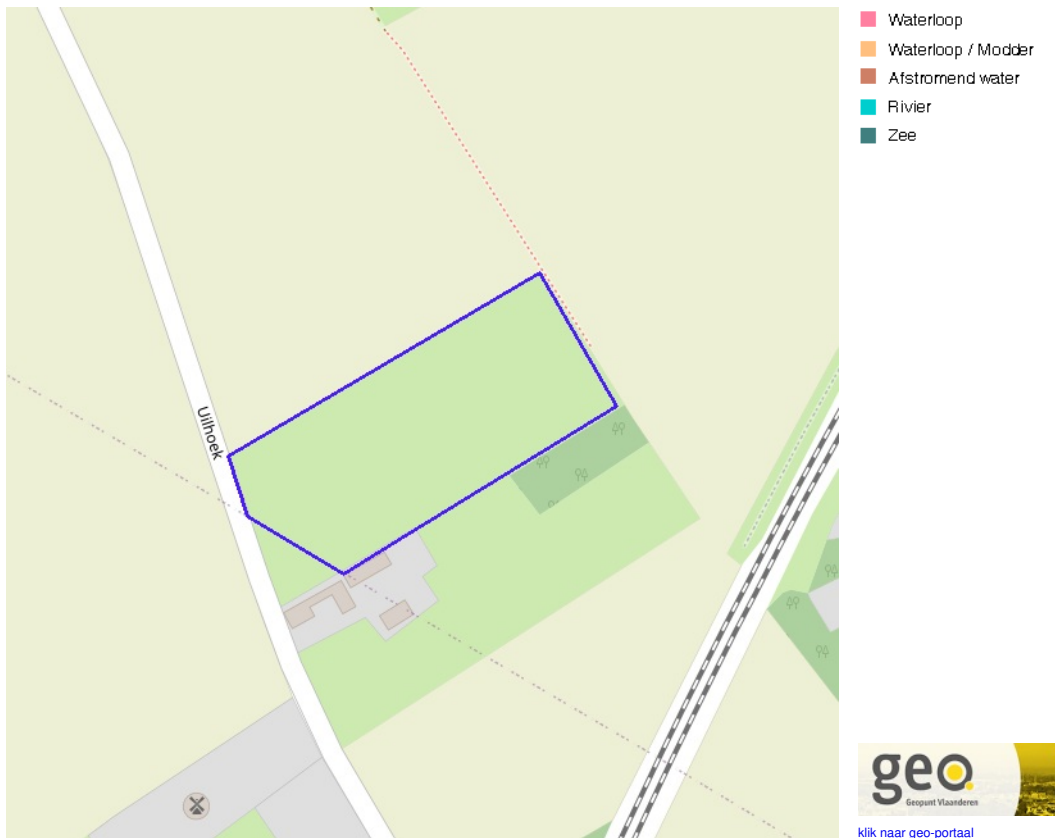 Waterloop
Waterloop / Modder
Afstromend water
Rivier
Zee
Uilhoek
geo
Geopunt Vlaanderen
klik naar geo-portaal